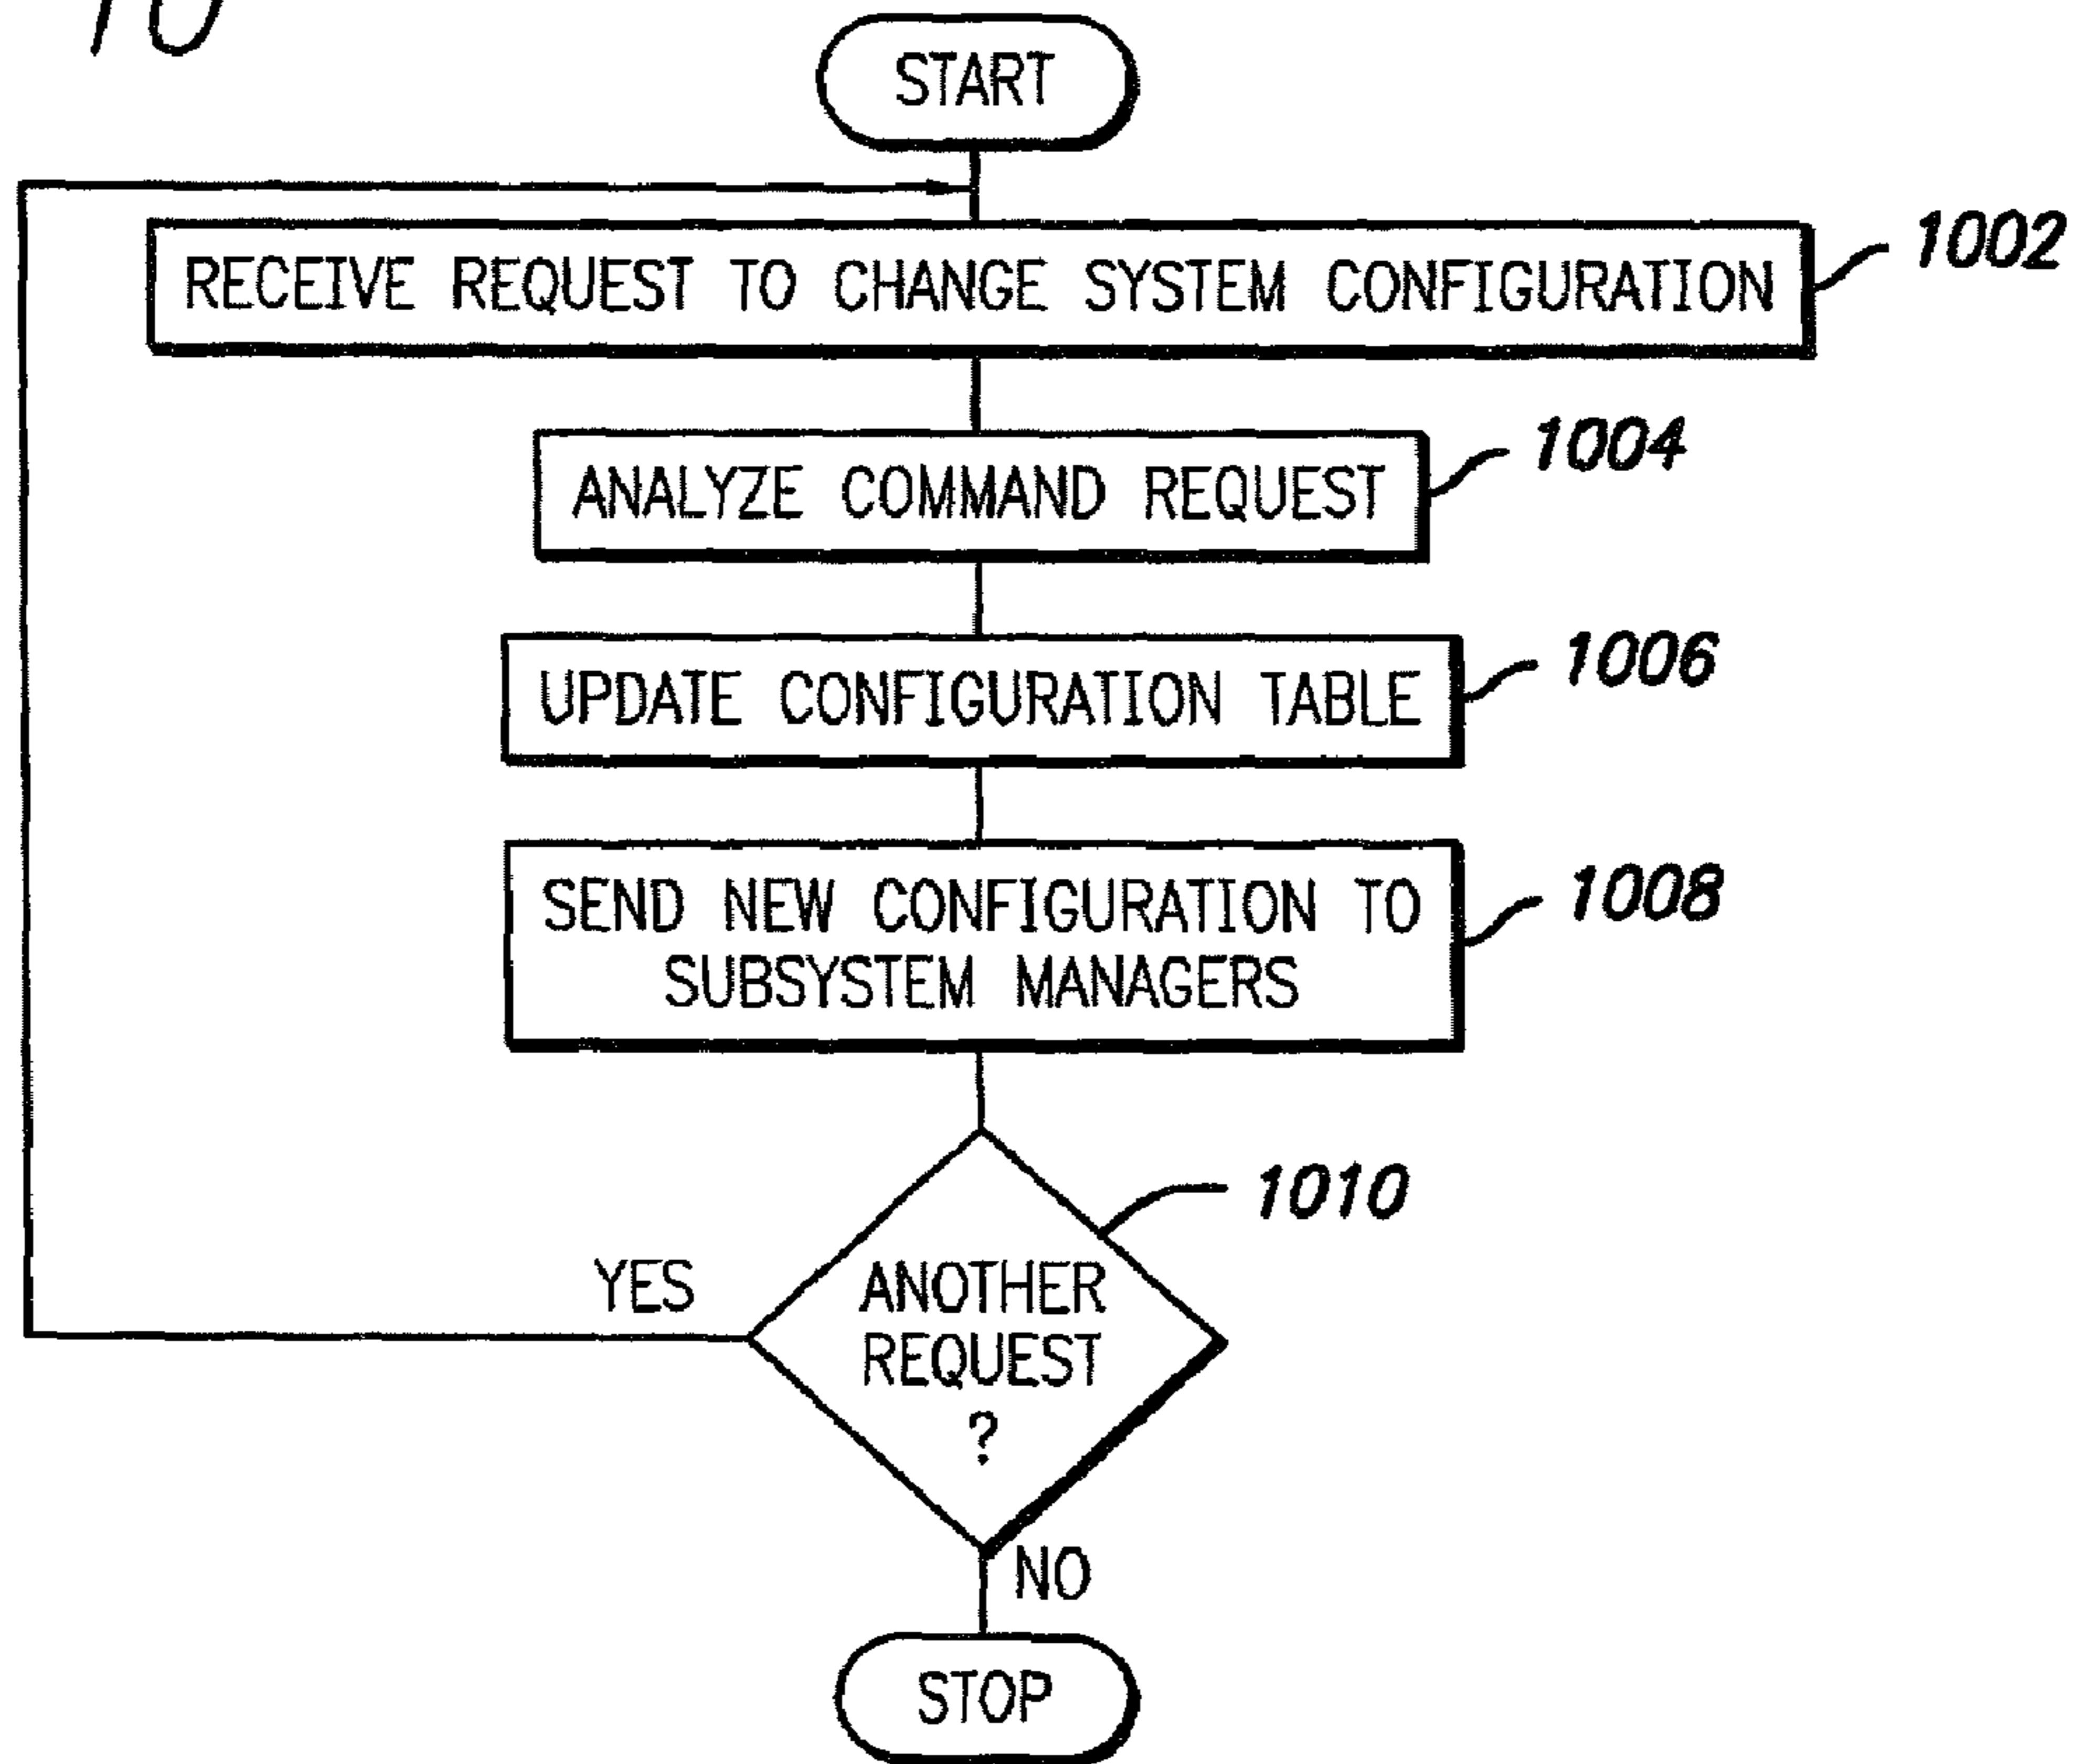 10
START
RECEIVE REQUEST TO CHANGE SYSTEM CONFIGURATION
1002
ANALYZE COMMAND REQUEST
1004
UPDATE CONFIGURATION TABLE
1006
SEND NEW CONFIGURATION TO
SUBSYSTEM MANAGERS
1008
1010
YES
ANOTHER
REQUEST
?
NO
STOP